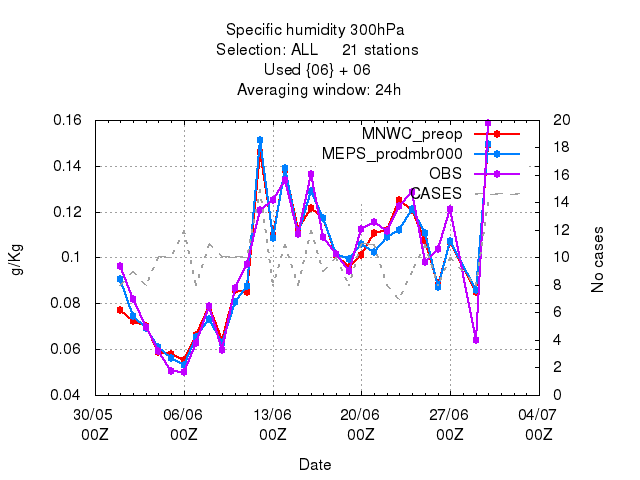 Specific humidity 300hPa
Selection: ALL     21 stations
Used {06} + 06
Averaging window: 24h
MNWC_preop
MEPS_prodmbr000
OBS
CASES
g/Kg
0.16
0.14
0.12
0.1
0.08
0.06
0.04
No cases
20
18
16
14
12
10
8
6
4
2
0
30/05 06/06 13/06 20/06 27/06 04/07
00Z 00Z 00Z 00Z 00Z 00Z
Date